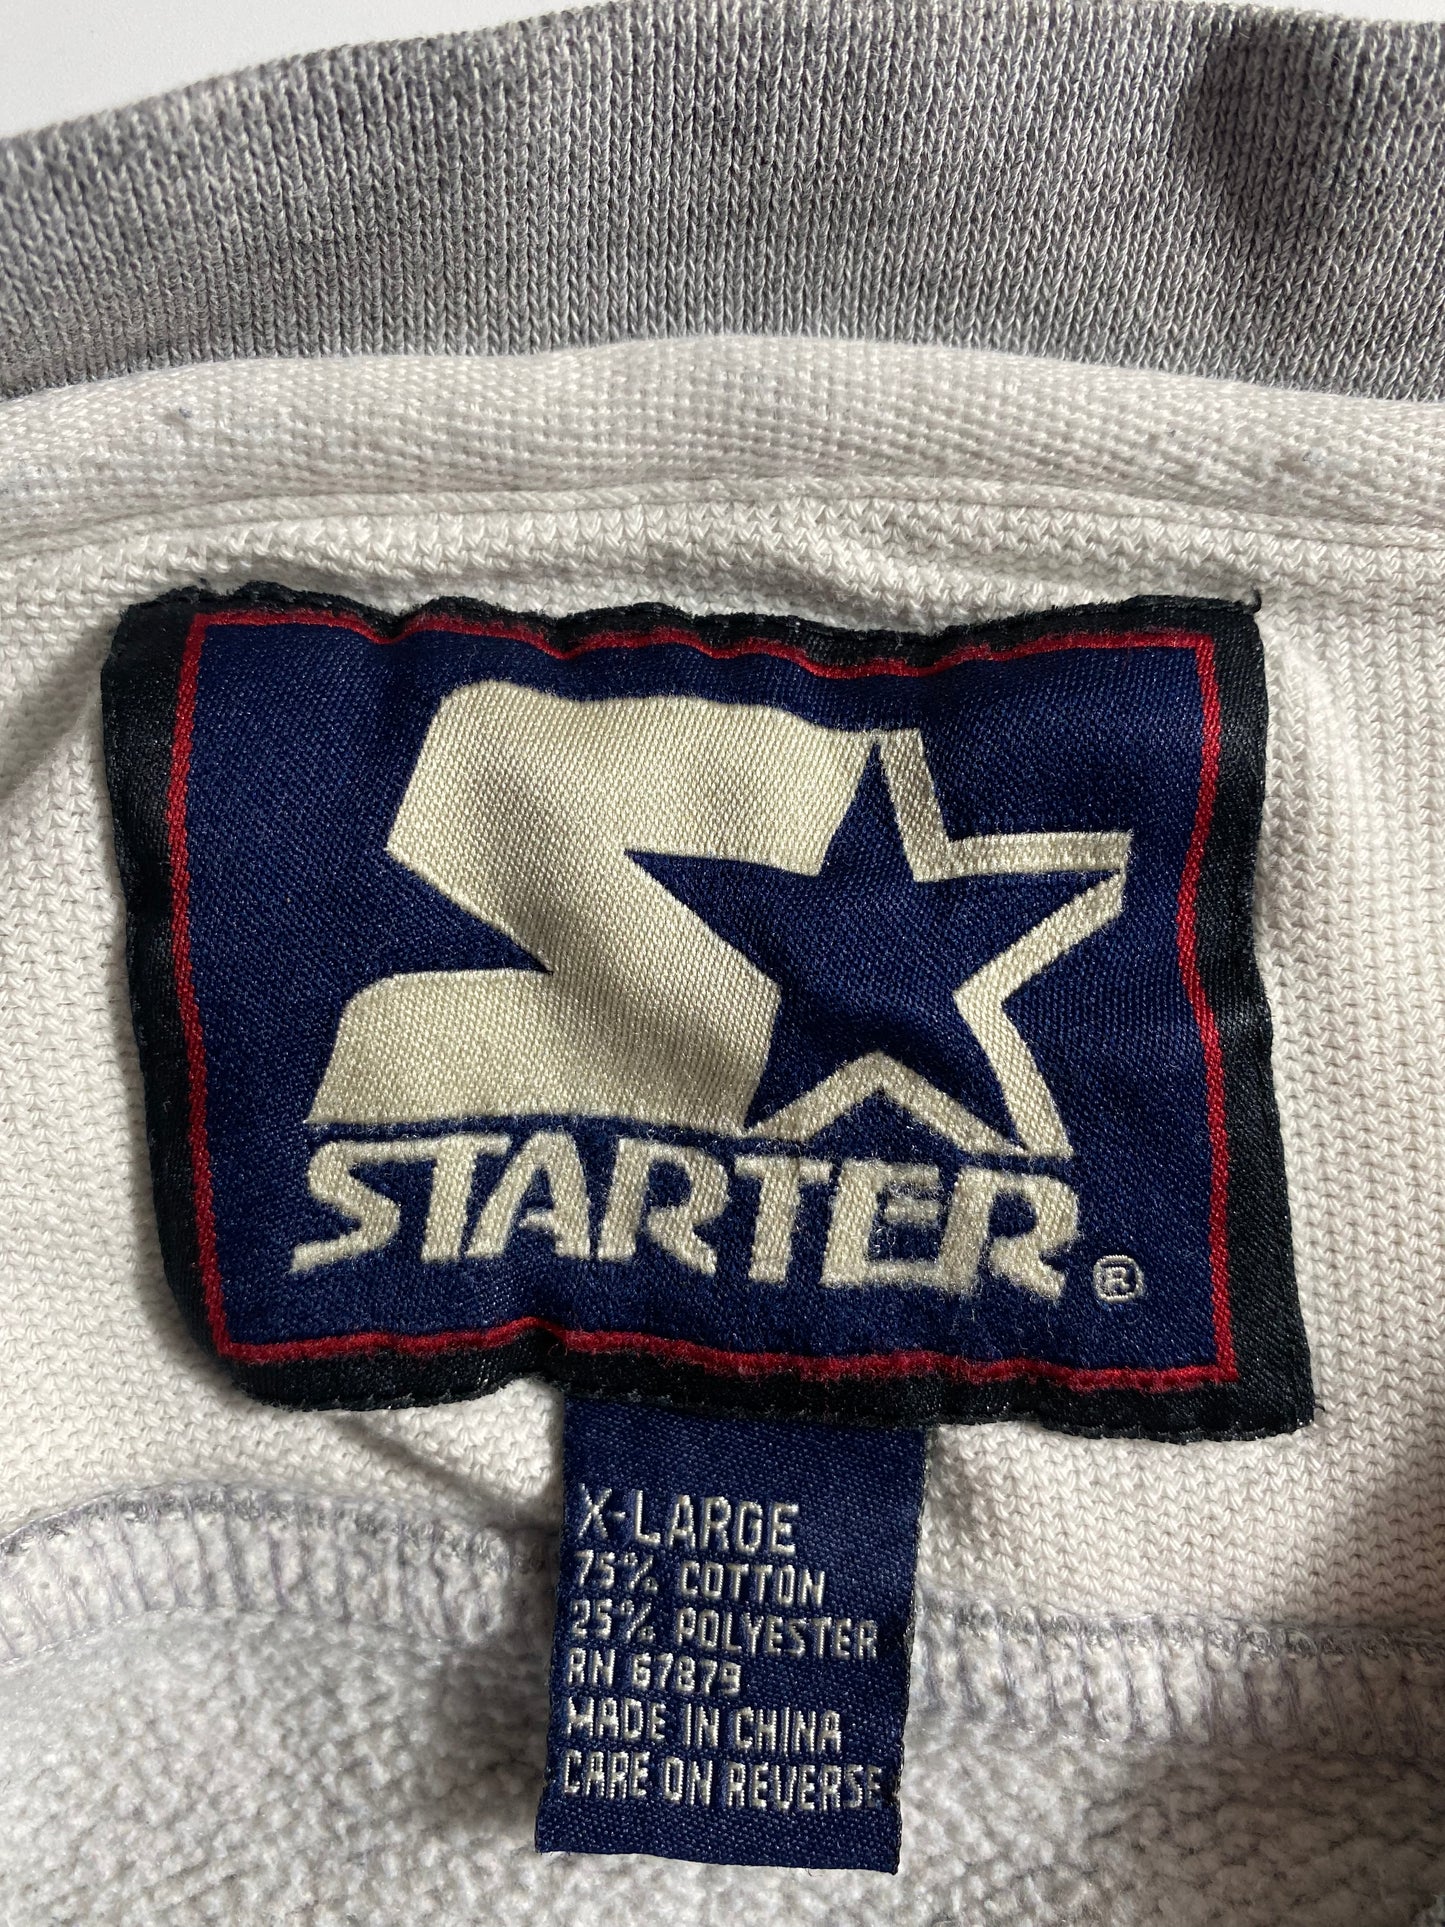 STARTER®
X-LARGE
75% COTTON
25% POLYESTER
RN 67879
MADE IN CHINA
CARE ON REVERSE